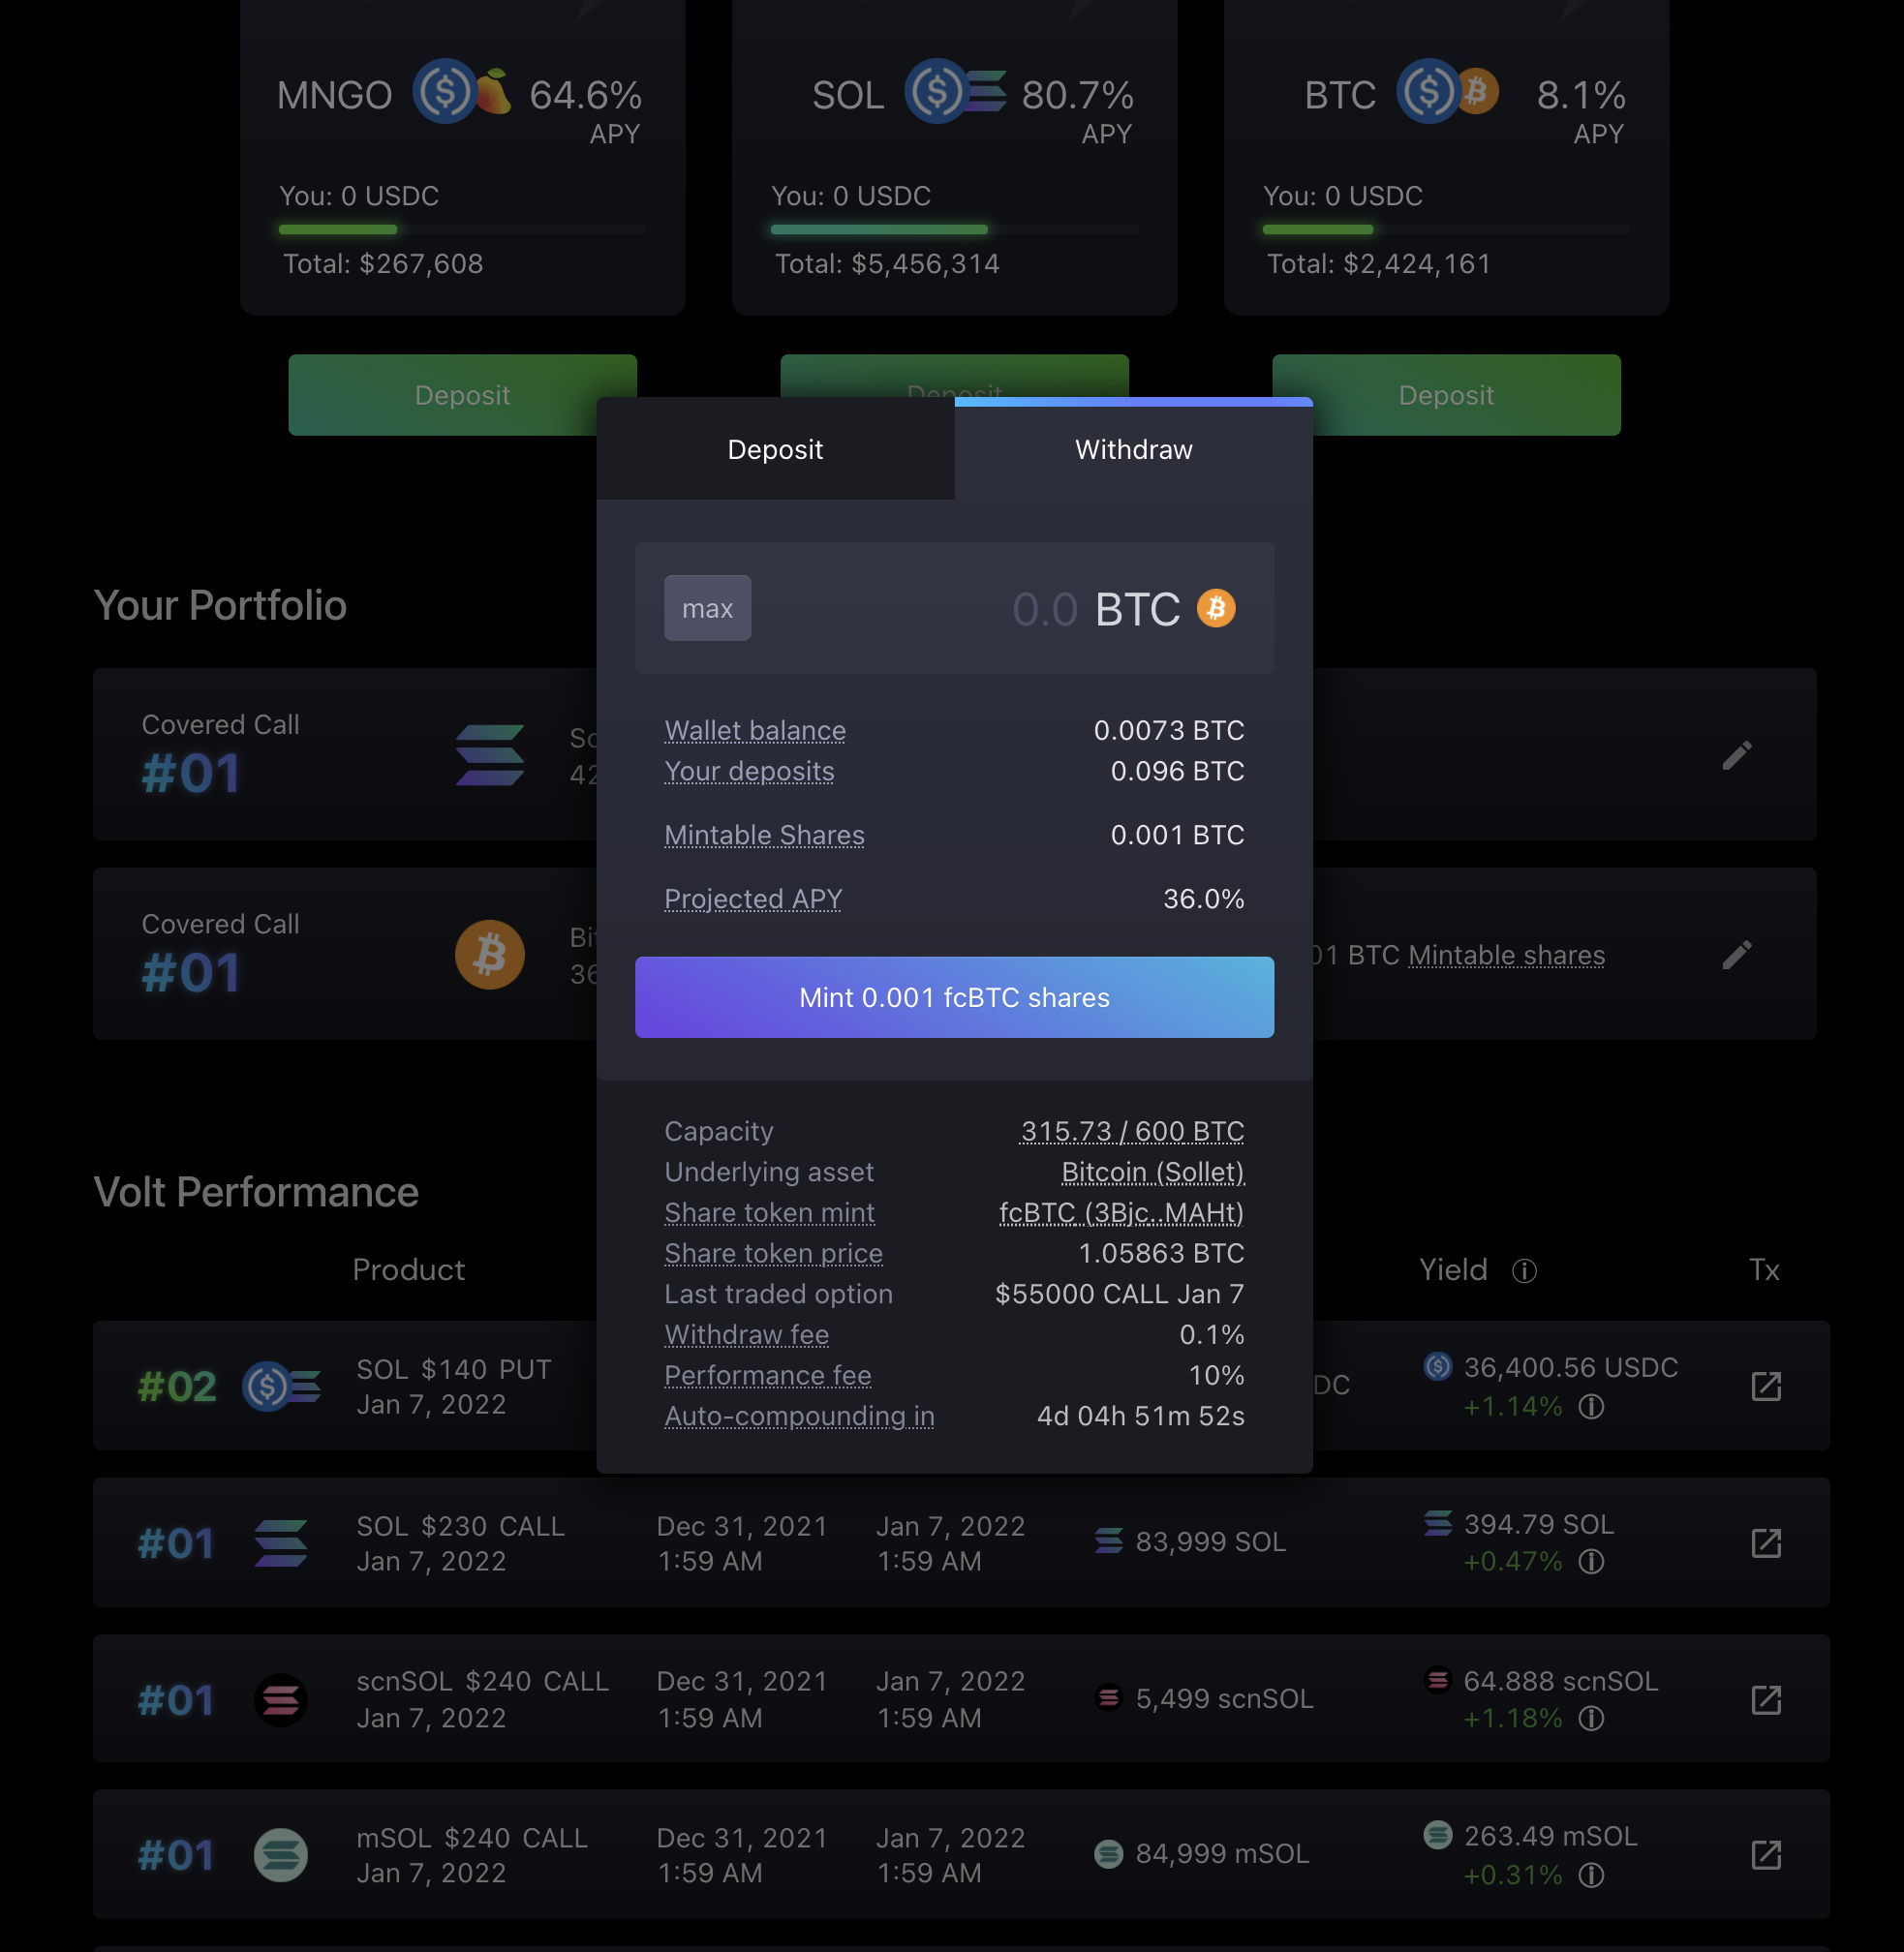 MNGO 64.6%
APY
You: 0 USDC
Total: $267,608
Deposit
SOL 80.7%
APY
You: 0 USDC
Total: $5,456,314
Deposit
BTC 8.1%
APY
You: 0 USDC
Total: $2,424,161
Deposit
Deposit
Withdraw
max 0.0 BTC
Wallet balance 0.0073 BTC
Your deposits 0.096 BTC
Mintable Shares 0.001 BTC
Projected APY 36.0%
Mint 0.001 fcBTC shares
Capacity 315.73 / 600 BTC
Underlying asset Bitcoin (Sollet)
Share token mint fcBTC (3Bjc..MAHt)
Share token price 1.05863 BTC
Last traded option $55000 CALL Jan 7
Withdraw fee 0.1%
Performance fee 10%
Auto-compounding in 4d 04h 51m 52s
Your Portfolio
Covered Call
#01
Covered Call
#01
BTC Mintable shares
Volt Performance
Product Yield Tx
#02 SOL $140 PUT
Jan 7, 2022
36,400.56 USDC
+1.14%
#01 SOL $230 CALL
Jan 7, 2022
Dec 31, 2021
1:59 AM
Jan 7, 2022
1:59 AM
83,999 SOL
394.79 SOL
+0.47%
#01 scnSOL $240 CALL
Jan 7, 2022
Dec 31, 2021
1:59 AM
Jan 7, 2022
1:59 AM
5,499 scnSOL
64.888 scnSOL
+1.18%
#01 mSOL $240 CALL
Jan 7, 2022
Dec 31, 2021
1:59 AM
Jan 7, 2022
1:59 AM
84,999 mSOL
263.49 mSOL
+0.31%